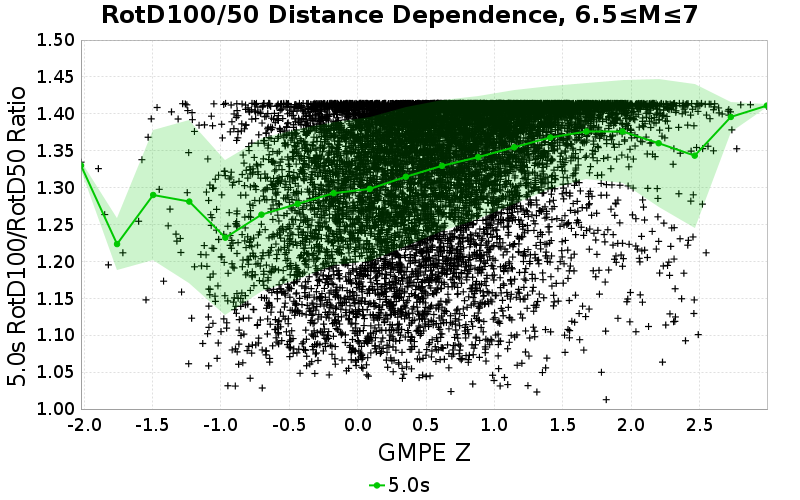 RotD100/50 Distance Dependence, 6.5≤M≤7
5.0s RotD100/RotD50 Ratio
1.50
1.45
1.40
1.35
1.30
1.25
1.20
1.15
1.10
1.05
1.00
-2.0 -1.5 -1.0 -0.5 0.0 0.5 1.0 1.5 2.0 2.5
GMPE Z
5.0s